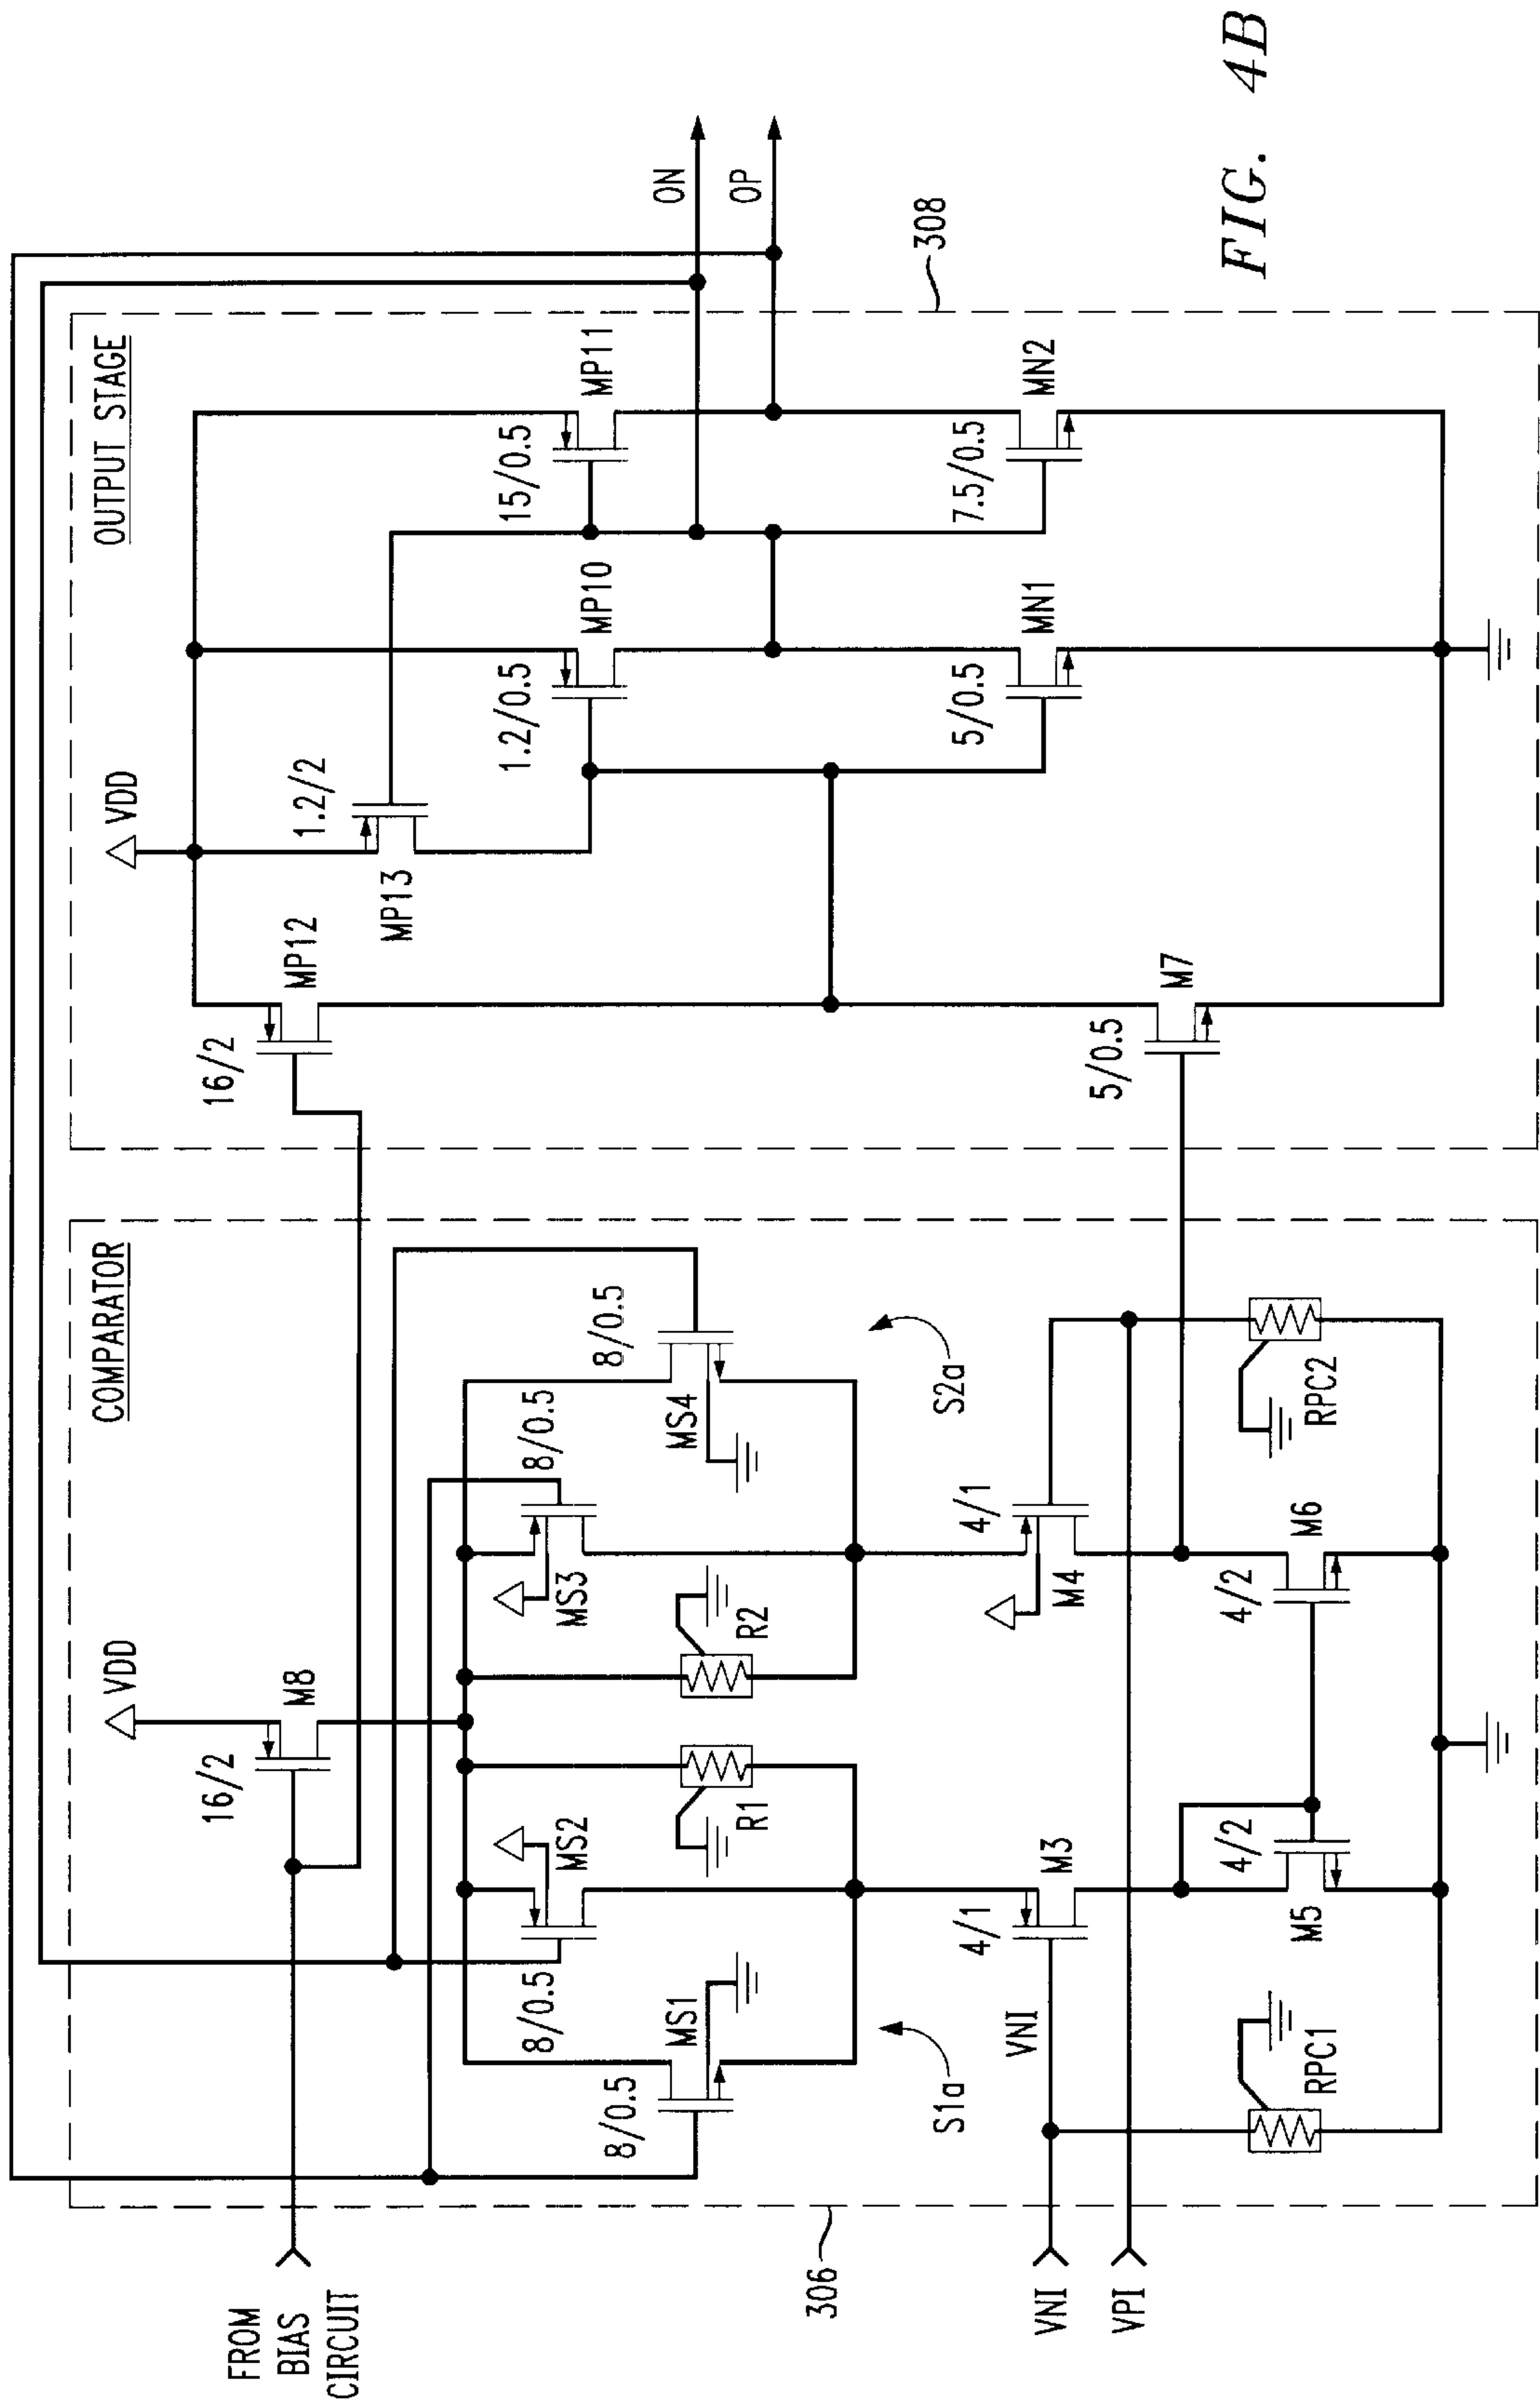 COMPARATOR
OUTPUT STAGE
VDD
VDD
FROM
BIAS
CIRCUIT
16/2
M8
16/2
MP12
1.2/2
MP13
8/0.5
MS2
MS3
8/0.5
8/0.5
MS1
R1
R2
MS4
8/0.5
1.2/0.5
MP10
15/0.5
MP11
ON
OP
306
S1a
S2a
308
VNI
VNI
VPI
4/1
M3
M4
4/1
5/0.5
MN1
7.5/0.5
MN2
5/0.5
M7
RPC1
M5
4/2
4/2
M6
RPC2
FIG. 4B